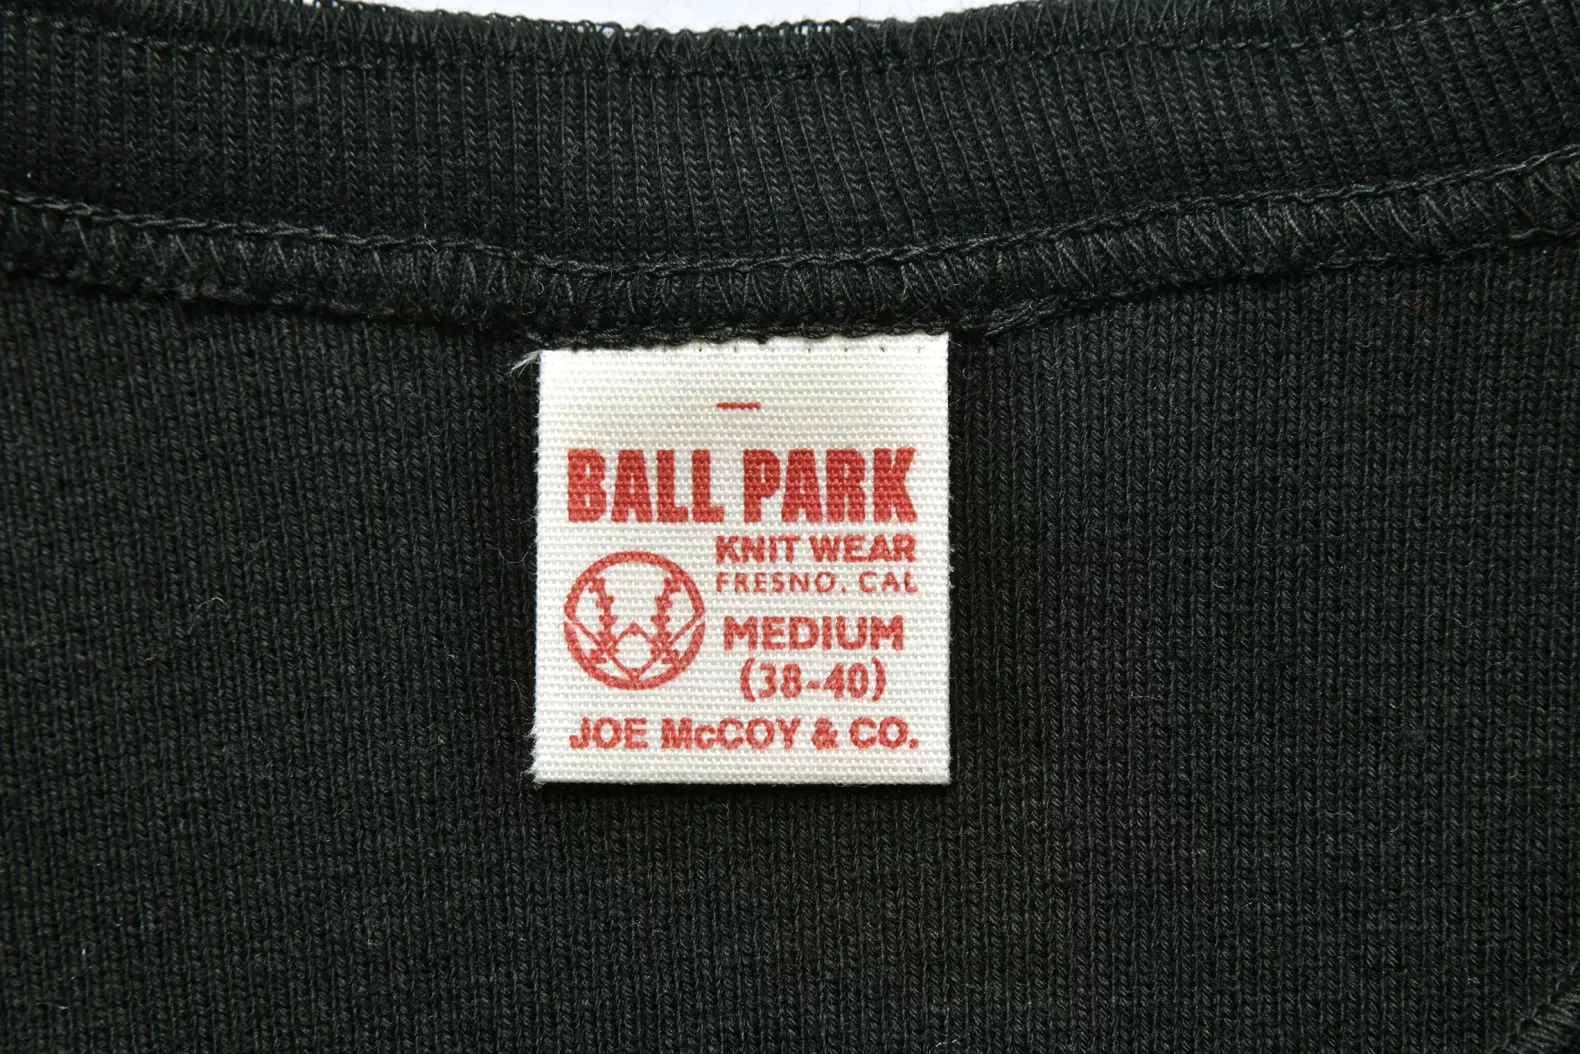 BALL PARK
KNIT WEAR
FRESNO. CAL
MEDIUM
(38-40)
JOE McCOY & CO.